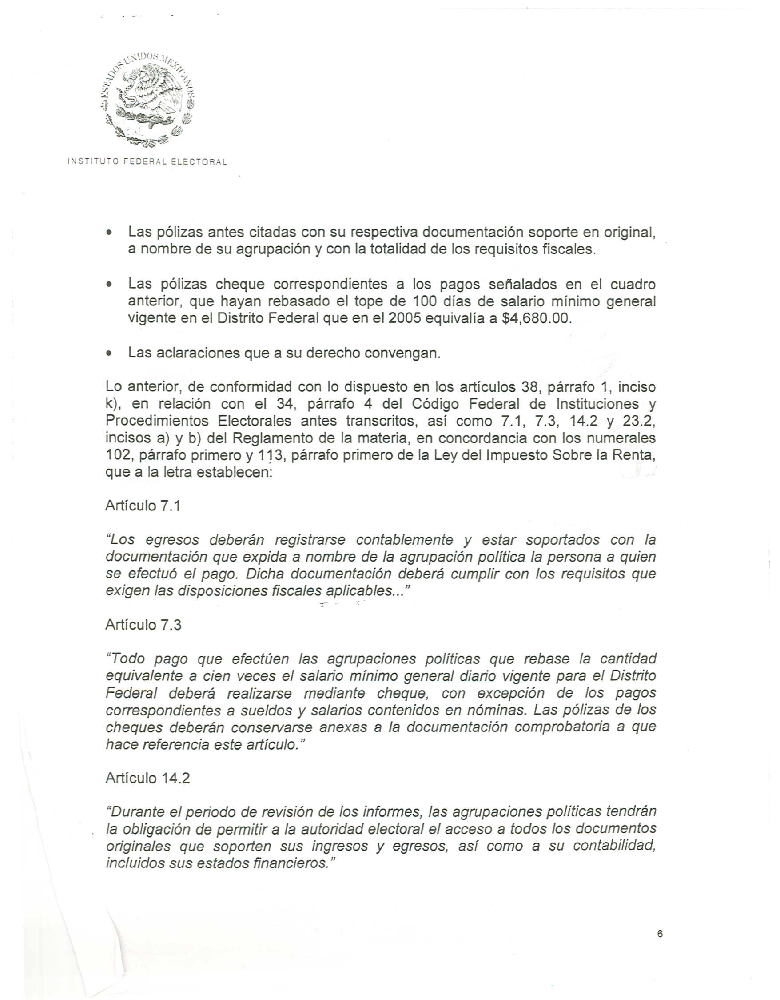 ESTADOS UNIDOS MEXICANOS
INSTITUTO FEDERAL ELECTORAL
• Las pólizas antes citadas con su respectiva documentación soporte en original,
a nombre de su agrupación y con la totalidad de los requisitos fiscales.
• Las pólizas cheque correspondientes a los pagos señalados en el cuadro
anterior, que hayan rebasado el tope de 100 días de salario mínimo general
vigente en el Distrito Federal que en el 2005 equivalía a $4,680.00.
• Las aclaraciones que a su derecho convengan.
Lo anterior, de conformidad con lo dispuesto en los artículos 38, párrafo 1, inciso
k), en relación con el 34, párrafo 4 del Código Federal de Instituciones y
Procedimientos Electorales antes transcritos, así como 7.1, 7.3, 14.2 y 23.2,
incisos a) y b) del Reglamento de la materia, en concordancia con los numerales
102, párrafo primero y 113, párrafo primero de la Ley del Impuesto Sobre la Renta,
que a la letra establecen:
Artículo 7.1
“Los egresos deberán registrarse contablemente y estar soportados con la
documentación que expida a nombre de la agrupación política la persona a quien
se efectuó el pago. Dicha documentación deberá cumplir con los requisitos que
exigen las disposiciones fiscales aplicables...”
Artículo 7.3
“Todo pago que efectúen las agrupaciones políticas que rebase la cantidad
equivalente a cien veces el salario mínimo general diario vigente para el Distrito
Federal deberá realizarse mediante cheque, con excepción de los pagos
correspondientes a sueldos y salarios contenidos en nóminas. Las pólizas de los
cheques deberán conservarse anexas a la documentación comprobatoria a que
hace referencia este artículo.”
Artículo 14.2
“Durante el periodo de revisión de los informes, las agrupaciones políticas tendrán
la obligación de permitir a la autoridad electoral el acceso a todos los documentos
originales que soporten sus ingresos y egresos, así como a su contabilidad,
incluidos sus estados financieros.”
6